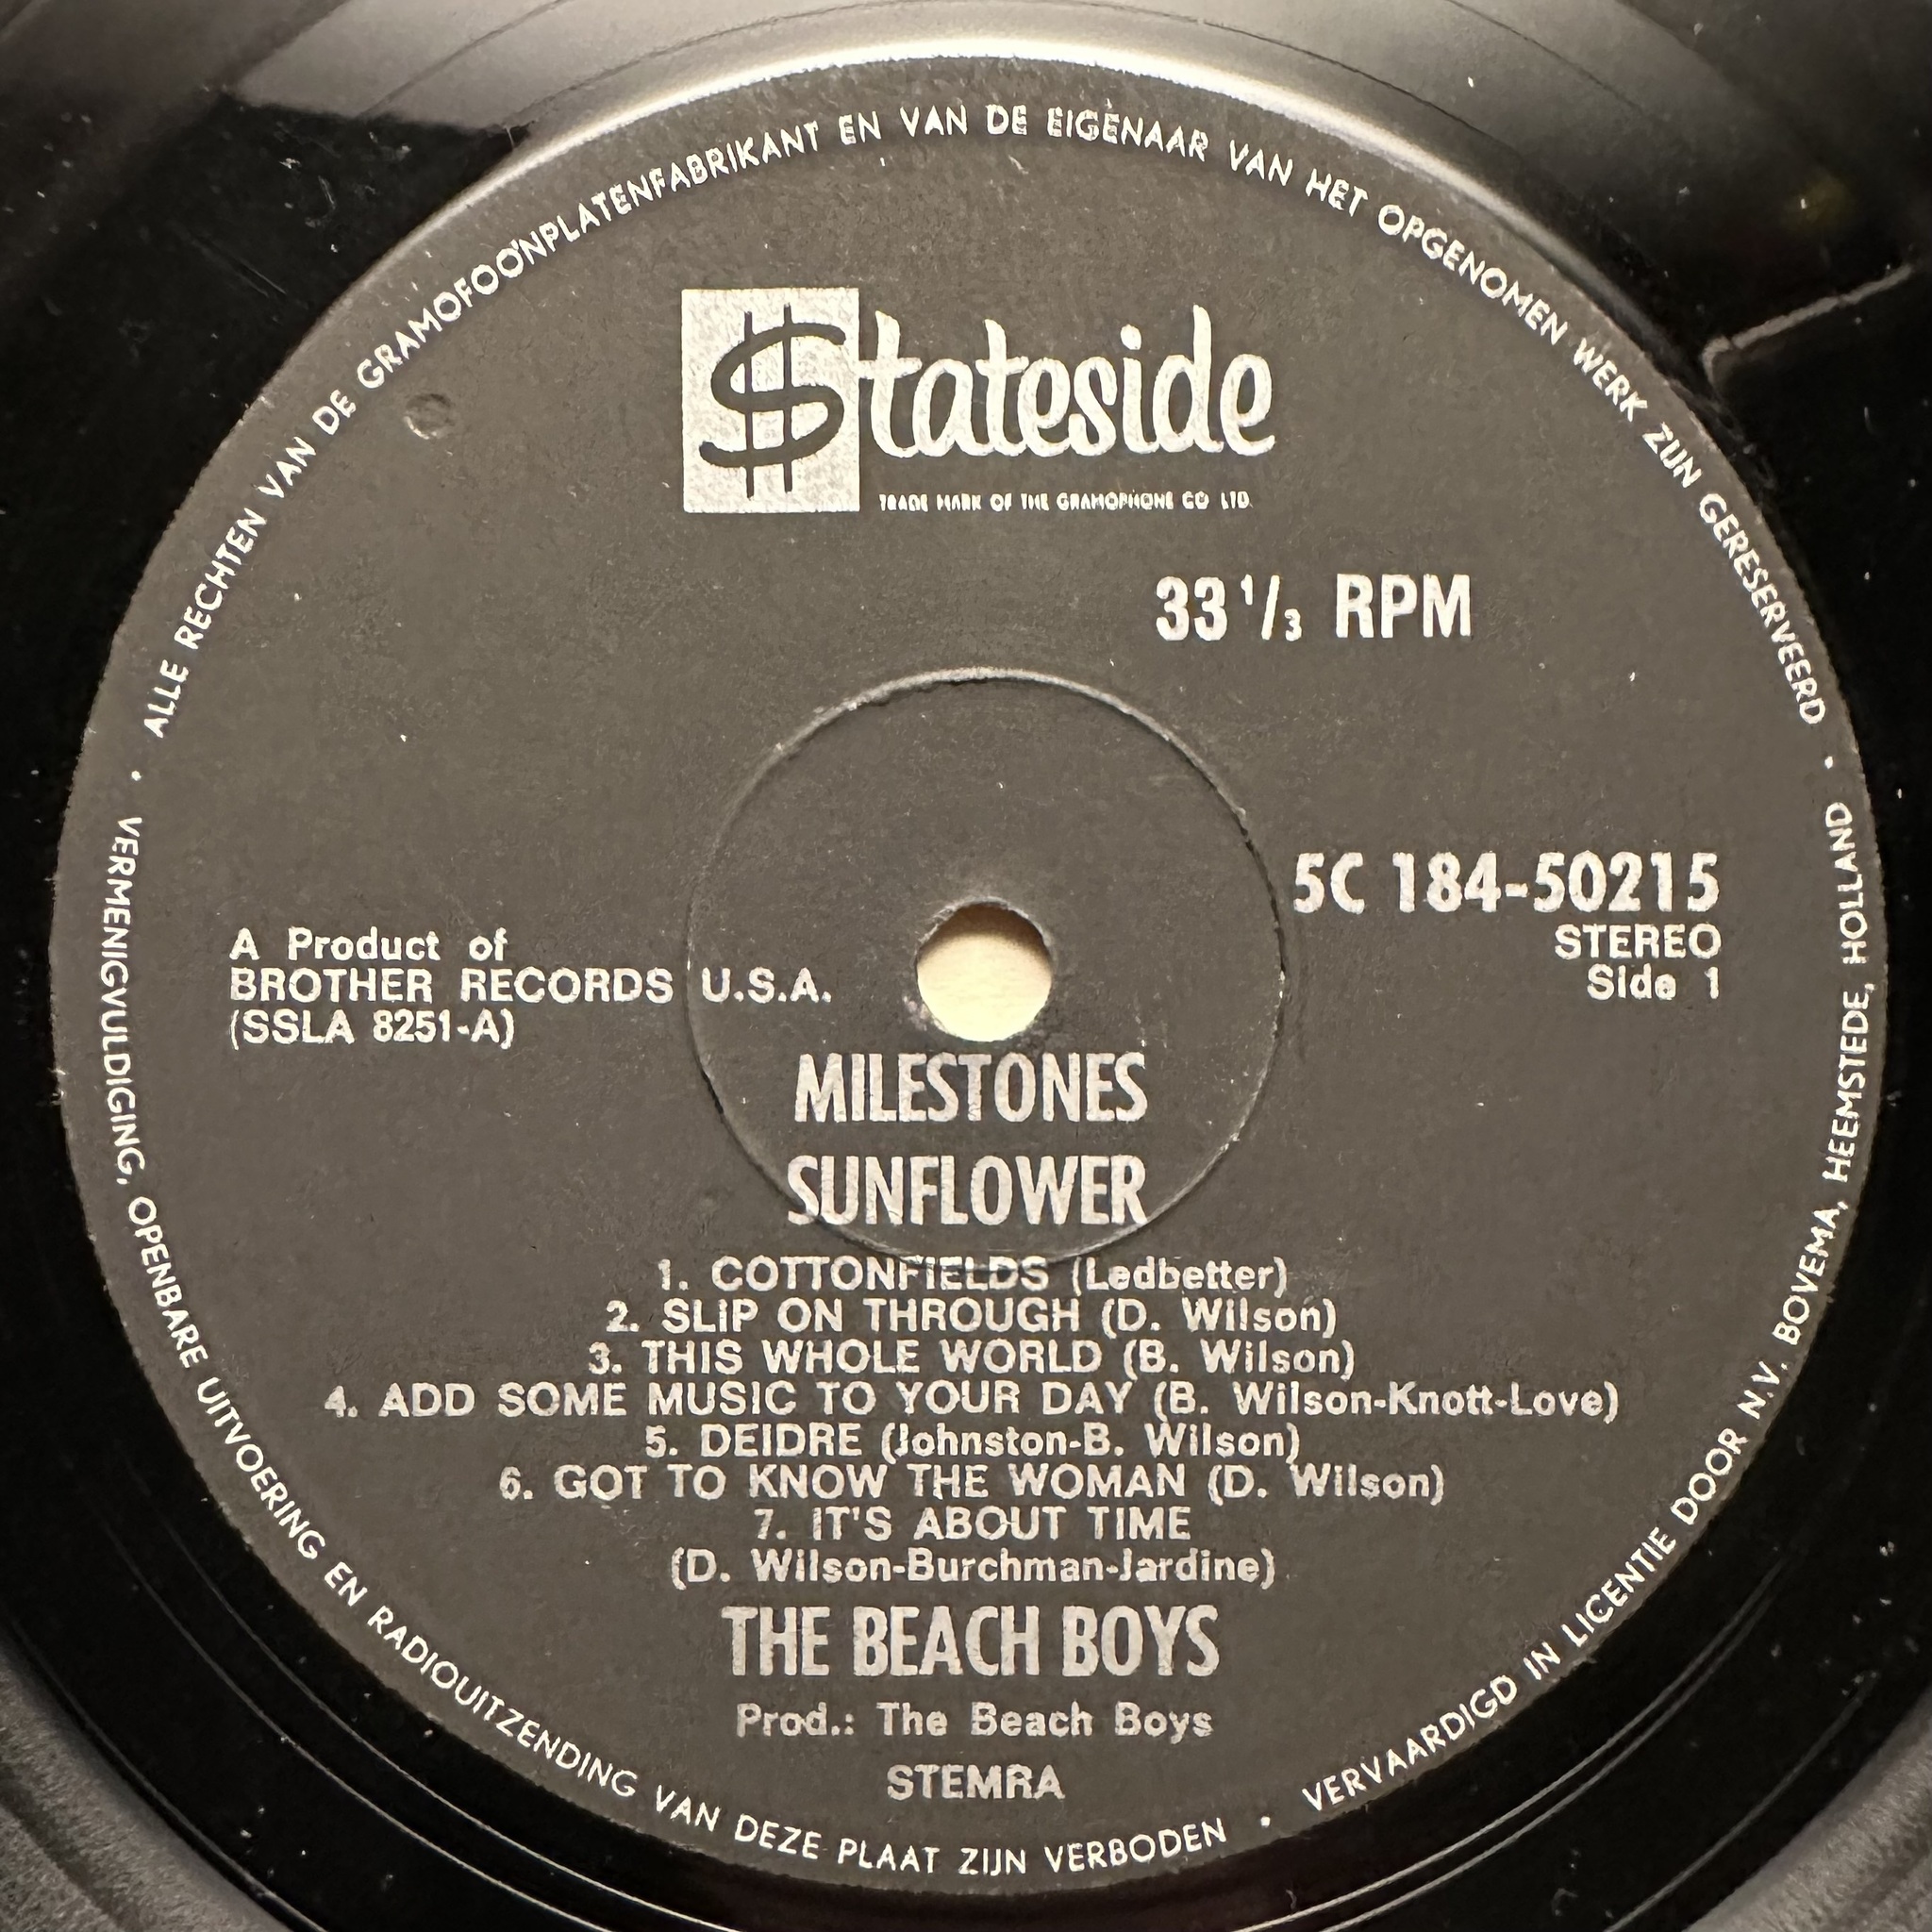 ALLE RECHTEN VAN DE GRAMOFOONPLATENFABRIKANT EN VAN DE EIGENAAR VAN HET OPGENOMEN WERK ZIJN GERESERVEERD •
$tateside
TRADE MARK OF THE GRAMOPHONE CO LTD.
33 1/3 RPM
5C 184-50215
STEREO
Side 1
A Product of
BROTHER RECORDS U.S.A.
(SSLA 8251-A)
MILESTONES
SUNFLOWER
1. COTTONFIELDS (Ledbetter)
2. SLIP ON THROUGH (D. Wilson)
3. THIS WHOLE WORLD (B. Wilson)
4. ADD SOME MUSIC TO YOUR DAY (B. Wilson-Knott-Love)
5. DEIDRE (Johnston-B. Wilson)
6. GOT TO KNOW THE WOMAN (D. Wilson)
7. IT'S ABOUT TIME
(D. Wilson-Burchman-Jardine)
THE BEACH BOYS
Prod.: The Beach Boys
STEMRA
• VERMENIGVULDIGING, OPENBARE UITVOERING EN RADIOUITZENDING VAN DEZE PLAAT ZIJN VERBODEN • VERVAARDIGD IN LICENTIE DOOR N.V. BOVEMA, HEEMSTEDE, HOLLAND